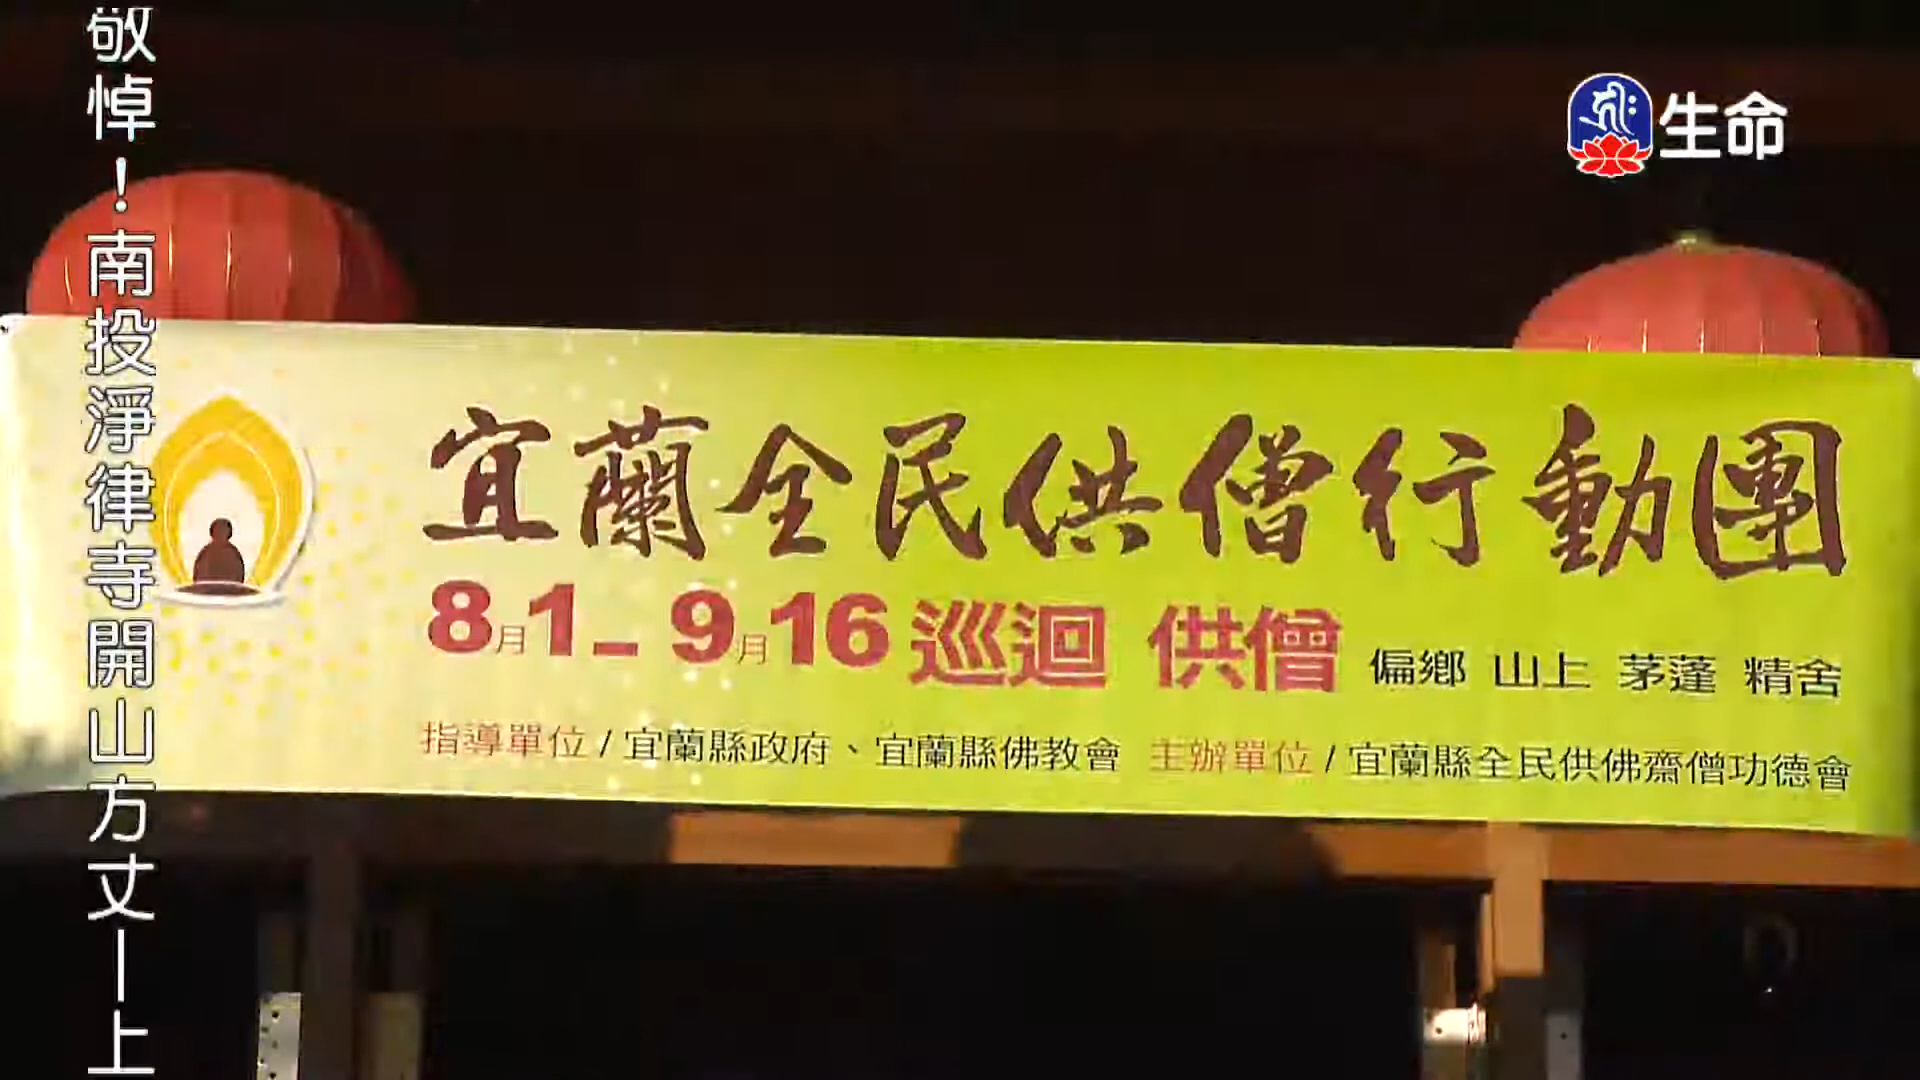 敬悼！南投淨律寺開山方丈—上
生命
宜蘭全民供僧行動團
8月1-9月16巡迴 供僧 偏鄉 山上 茅蓬 精舍
指導單位/宜蘭縣政府、宜蘭縣佛教會 主辦單位/宜蘭縣全民供佛齋僧功德會